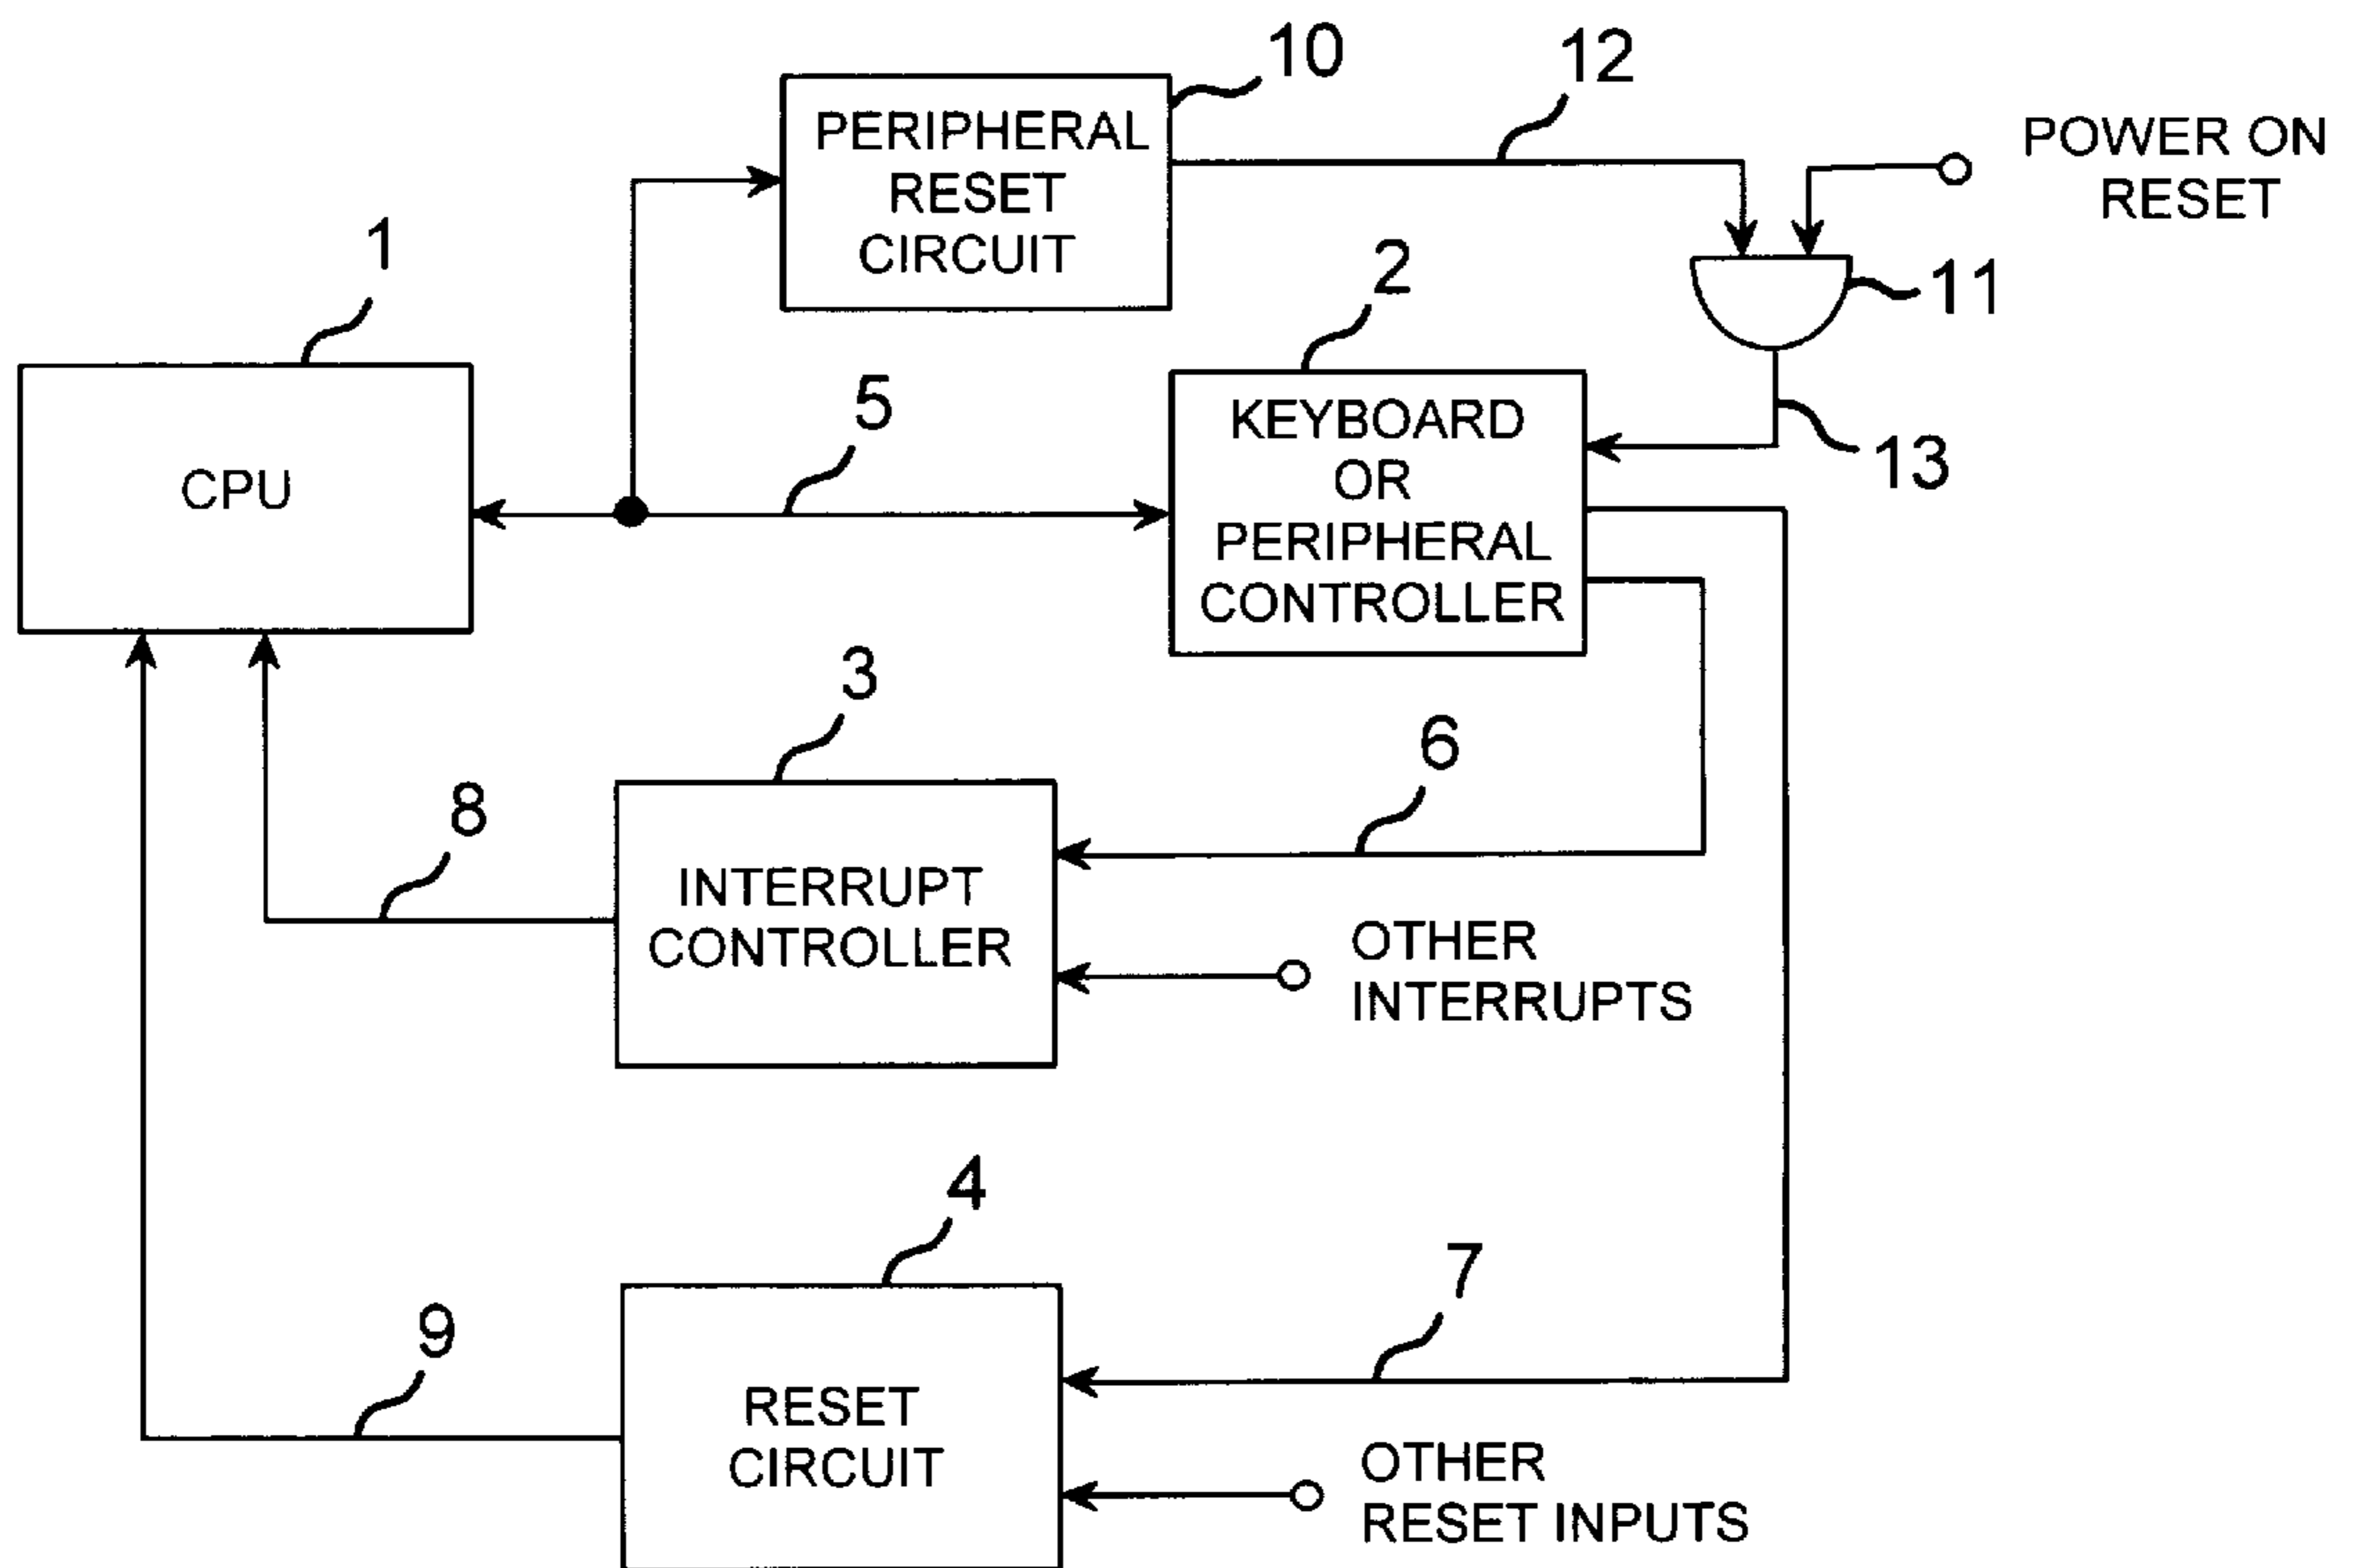 10
12
PERIPHERAL
RESET
CIRCUIT
POWER ON
RESET
1
2
11
5
KEYBOARD
OR
PERIPHERAL
CONTROLLER
13
CPU
3
6
8
INTERRUPT
CONTROLLER
OTHER
INTERRUPTS
4
7
9
RESET
CIRCUIT
OTHER
RESET INPUTS